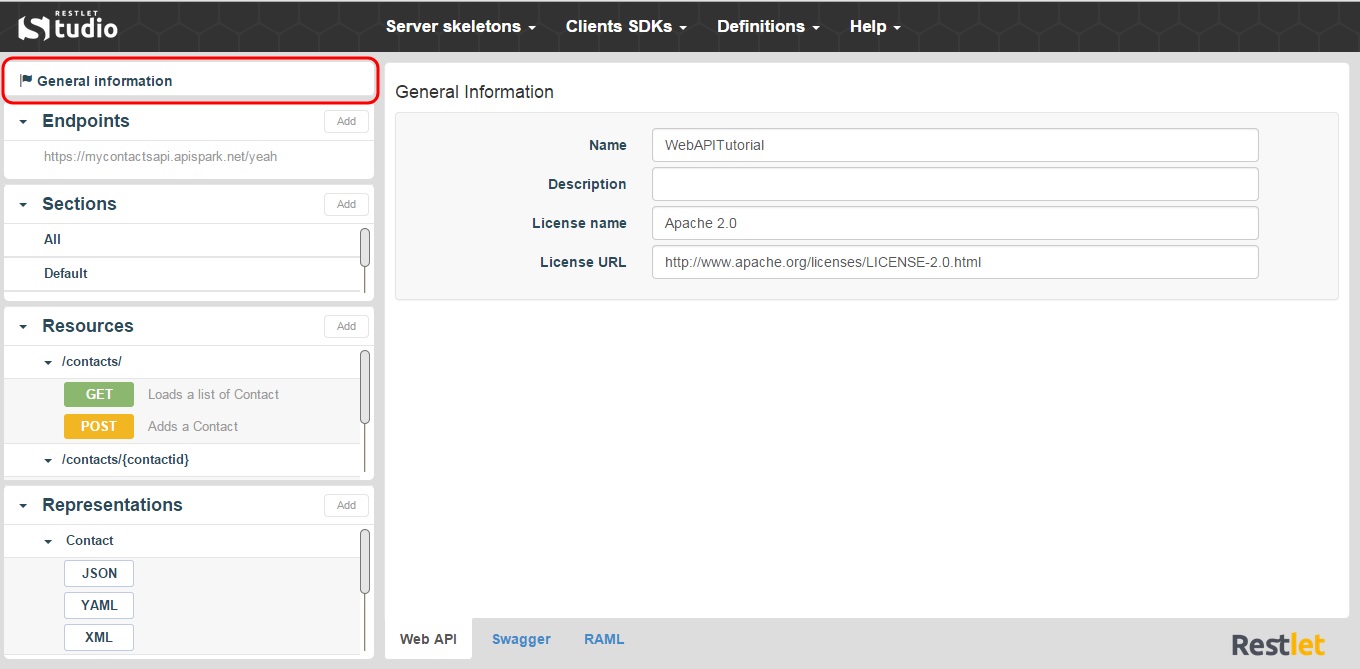 RESTLET
Studio
Server skeletons Clients SDKs Definitions Help
General information
Endpoints Add
https://mycontactsapi.apispark.net/yeah
Sections Add
All
Default
Resources Add
/contacts/
GET Loads a list of Contact
POST Adds a Contact
/contacts/{contactid}
Representations Add
Contact
JSON
YAML
XML
General Information
Name WebAPITutorial
Description
License name Apache 2.0
License URL http://www.apache.org/licenses/LICENSE-2.0.html
Web API Swagger RAML
Restlet